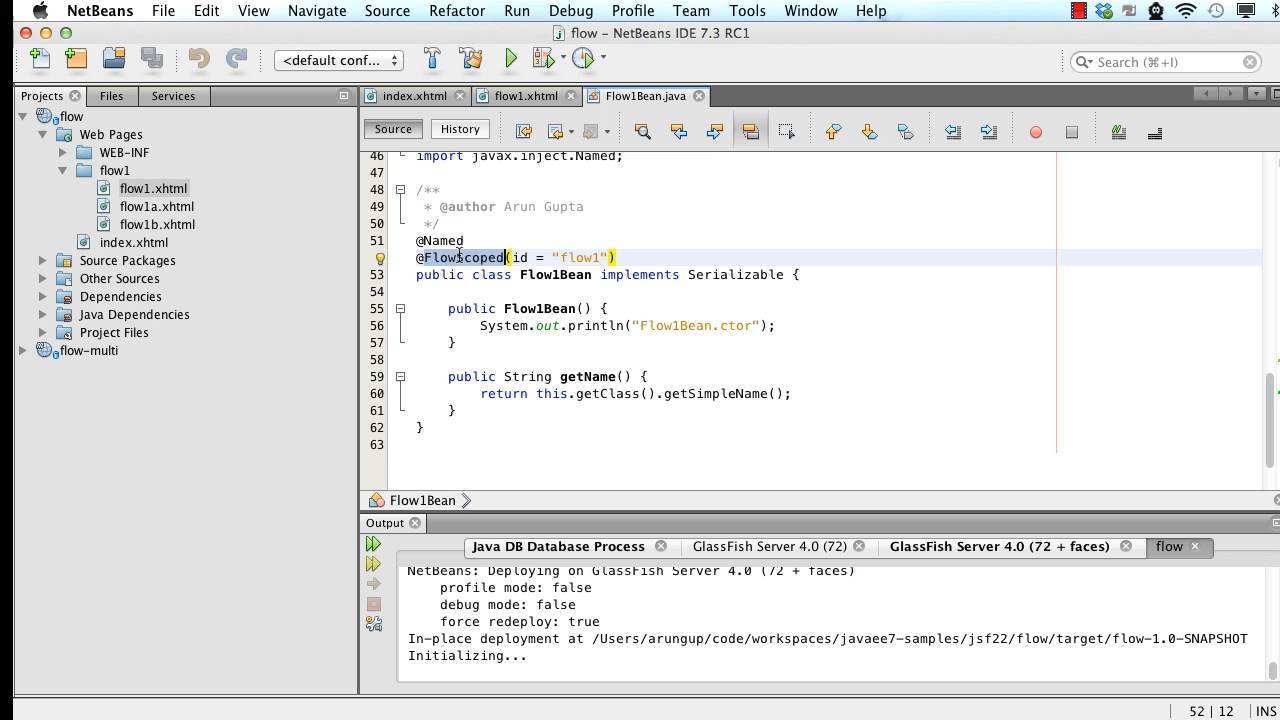 NetBeans File Edit View Navigate Source Refactor Run Debug Profile Team Tools Window Help
flow – NetBeans IDE 7.3 RC1
<default conf... Search (⌘+I)
Projects Files Services
index.xhtml flow1.xhtml Flow1Bean.java
Source History
flow
Web Pages
WEB-INF
flow1
flow1.xhtml
flow1a.xhtml
flow1b.xhtml
index.xhtml
Source Packages
Other Sources
Dependencies
Java Dependencies
Project Files
flow-multi
46 import javax.inject.Named;
47
48 /**
49 * @author Arun Gupta
50 */
51 @Named
@FlowScoped(id = "flow1")
53 public class Flow1Bean implements Serializable {
54
55 public Flow1Bean() {
56 System.out.println("Flow1Bean.ctor");
57 }
58
59 public String getName() {
60 return this.getClass().getSimpleName();
61 }
62 }
63
Flow1Bean
Output
Java DB Database Process GlassFish Server 4.0 (72) GlassFish Server 4.0 (72 + faces) flow
NetBeans: Deploying on GlassFish Server 4.0 (72 + faces)
profile mode: false
debug mode: false
force redeploy: true
In-place deployment at /Users/arungup/code/workspaces/javaee7-samples/jsf22/flow/target/flow-1.0-SNAPSHOT
Initializing...
52 | 12 INS